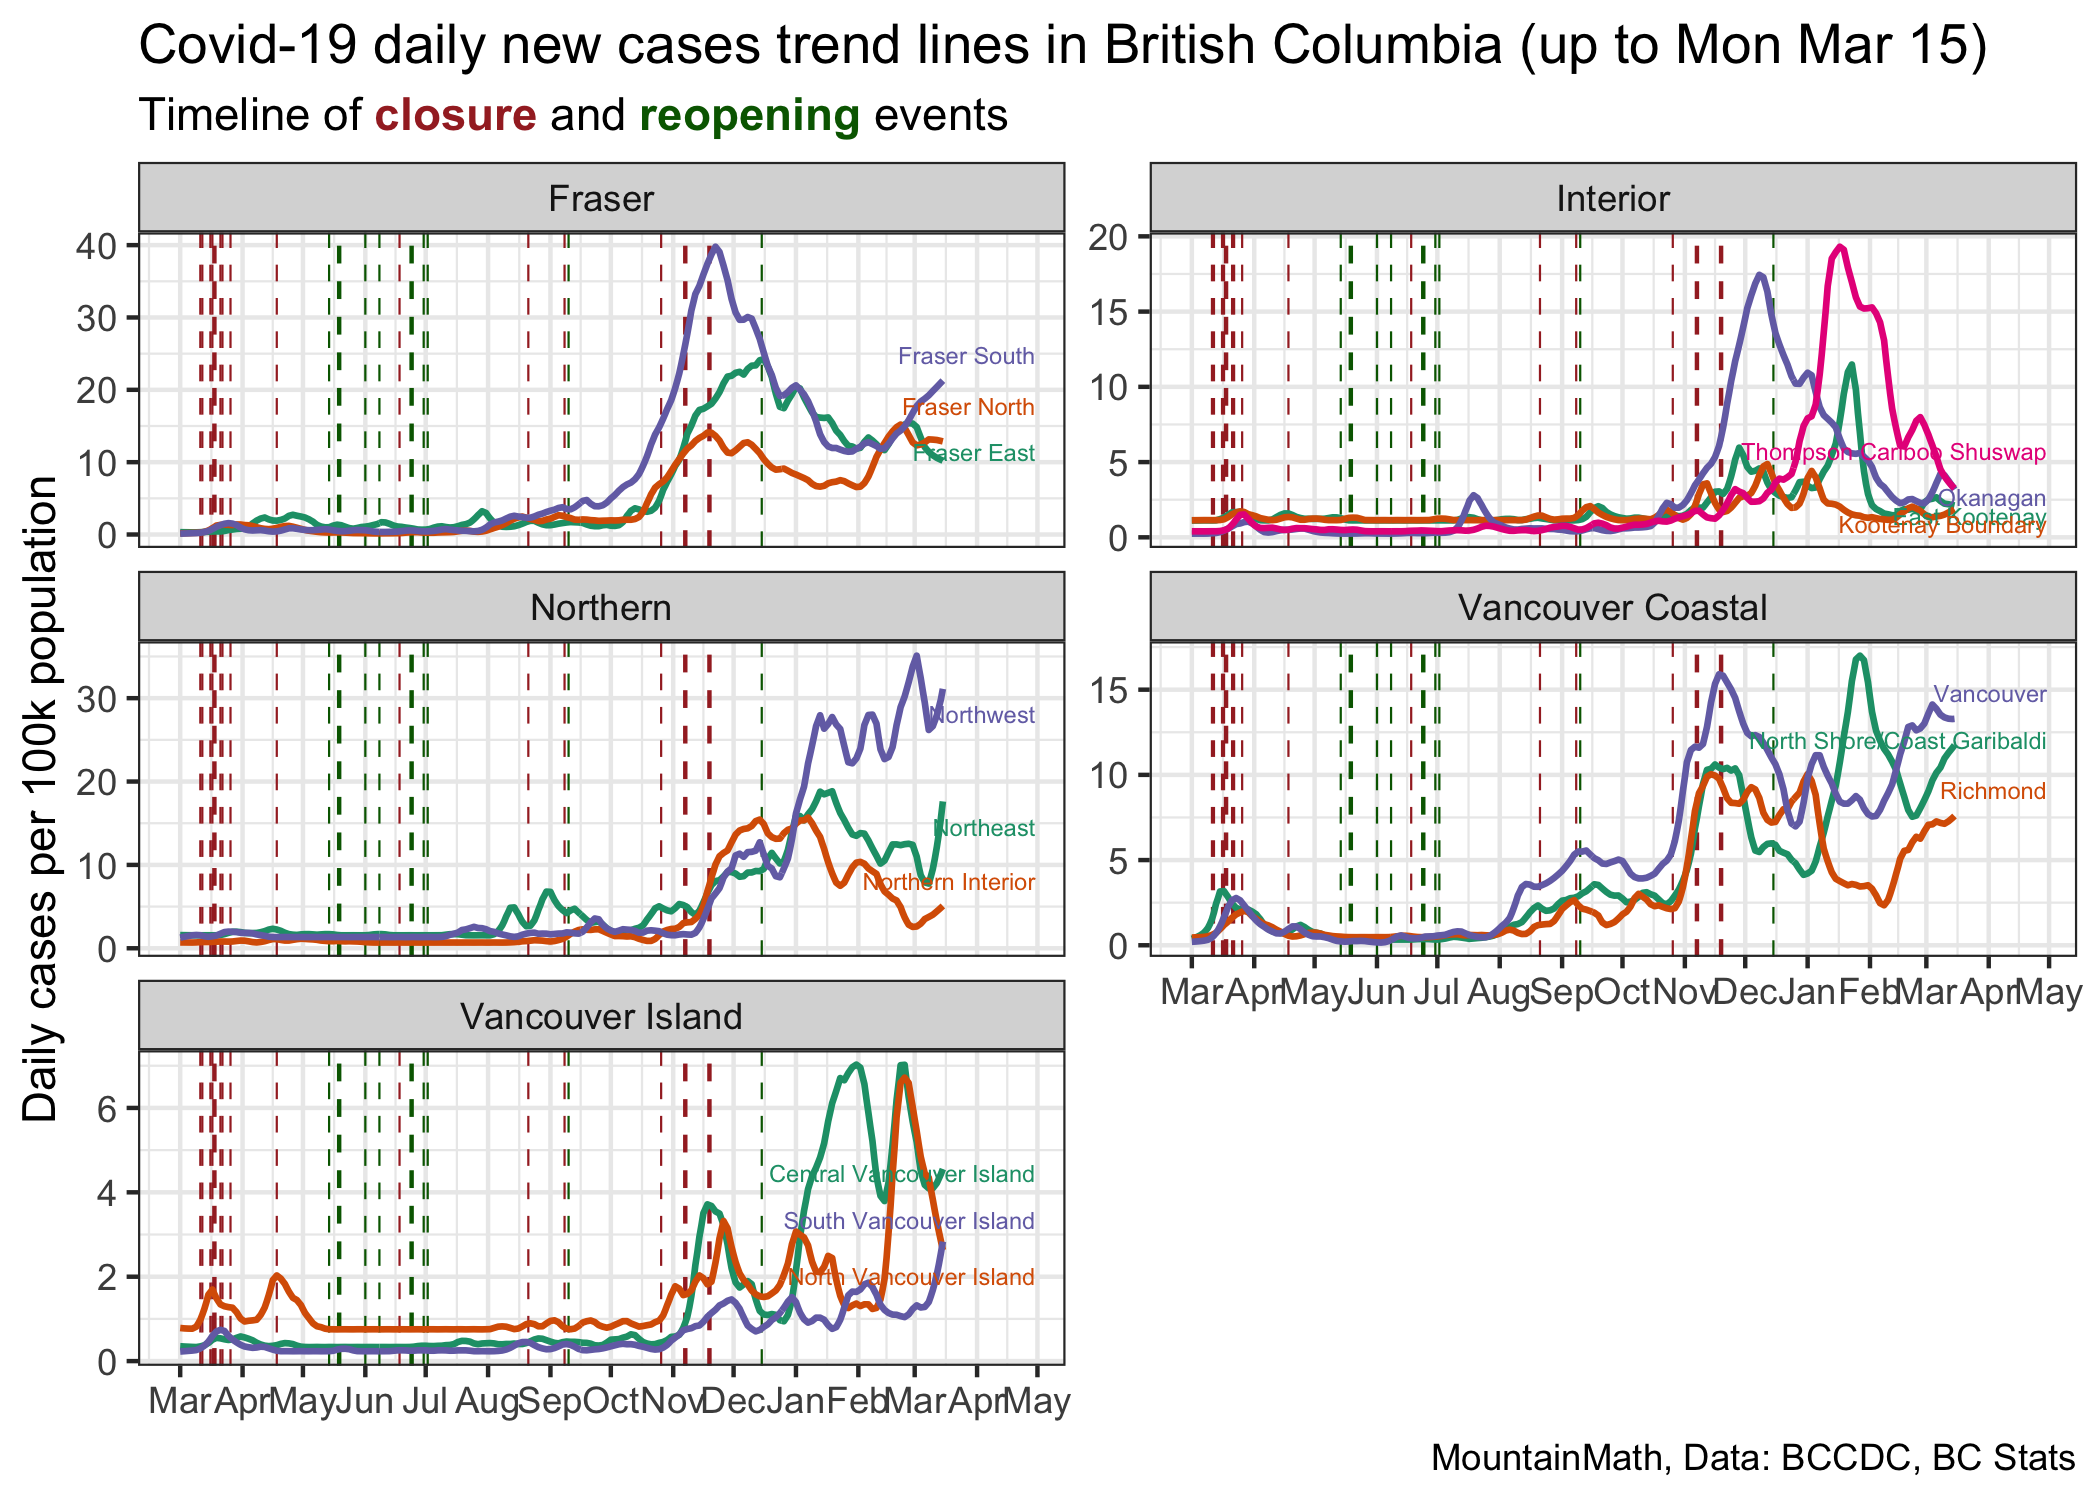 Covid-19 daily new cases trend lines in British Columbia (up to Mon Mar 15)
Timeline of closure and reopening events
Daily cases per 100k population
Fraser
40
30
20
10
0
Fraser South
Fraser North
Fraser East
Interior
20
15
10
5
0
Thompson Cariboo Shuswap
Okanagan
East Kootenay
Kootenay Boundary
Northern
30
20
10
0
Northwest
Northeast
Northern Interior
Vancouver Coastal
15
10
5
0
Vancouver
North Shore/Coast Garibaldi
Richmond
Mar Apr May Jun Jul Aug Sep Oct Nov Dec Jan Feb Mar Apr May
Vancouver Island
6
4
2
0
Central Vancouver Island
South Vancouver Island
North Vancouver Island
Mar Apr May Jun Jul Aug Sep Oct Nov Dec Jan Feb Mar Apr May
MountainMath, Data: BCCDC, BC Stats